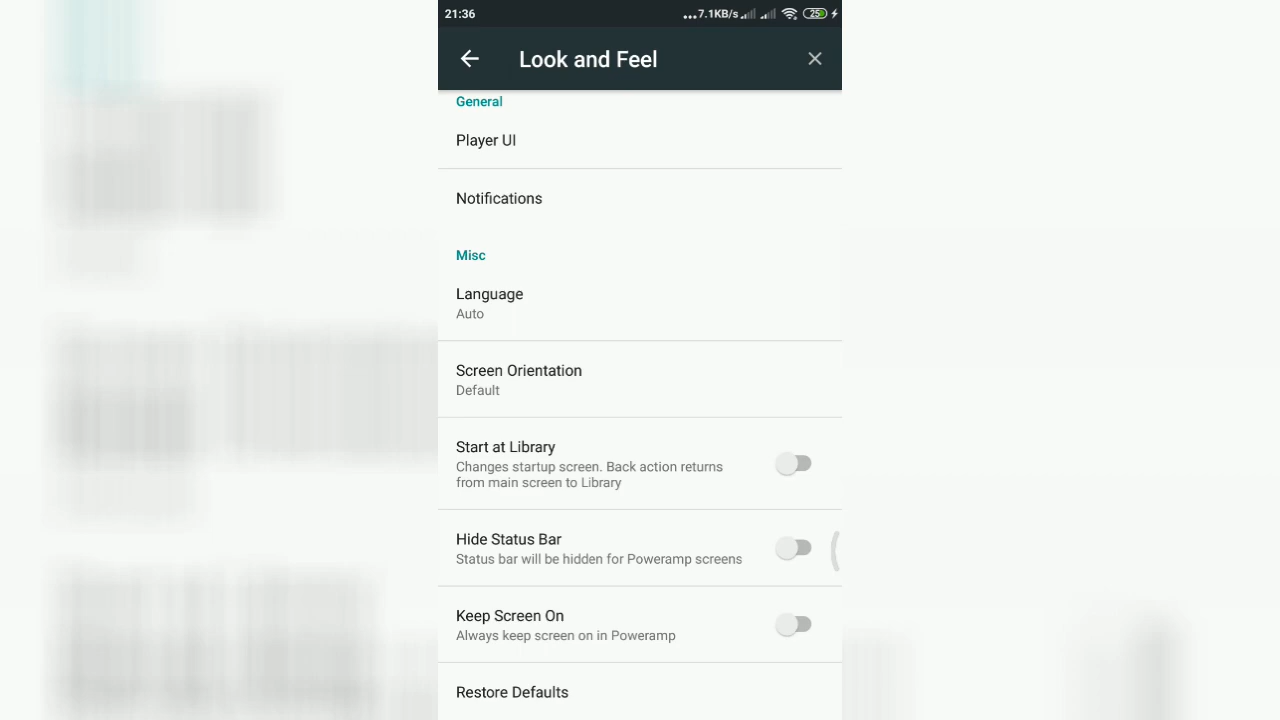 21:36
...7.1KB/s
25
Look and Feel
General
Player UI
Notifications
Misc
Language
Auto
Screen Orientation
Default
Start at Library
Changes startup screen. Back action returns
from main screen to Library
Hide Status Bar
Status bar will be hidden for Poweramp screens
Keep Screen On
Always keep screen on in Poweramp
Restore Defaults